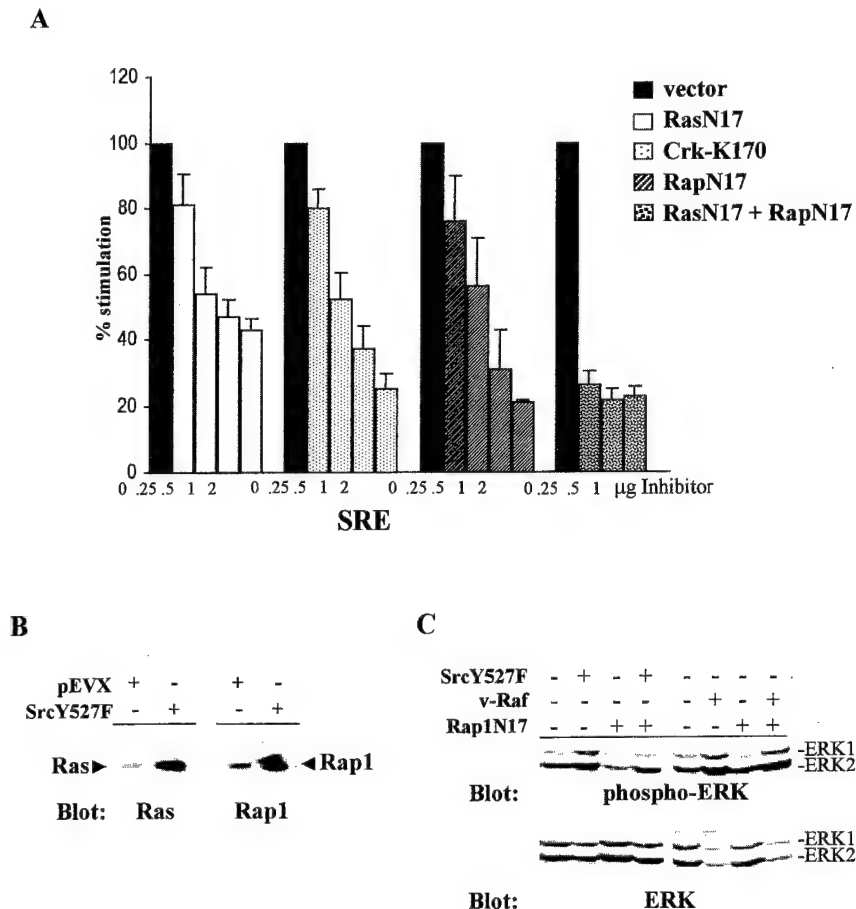 A
120
100
80
60
40
20
0
% stimulation
vector
RasN17
Crk-K170
RapN17
RasN17 + RapN17
0 .25 .5 1 2 0 .25 .5 1 2 0 .25 .5 1 2 0 .25 .5 1 μg Inhibitor
SRE
B
pEVX + - + -
SrcY527F - + - +
Ras Rap1
Blot: Ras Rap1
C
SrcY527F - + - + - - - -
v-Raf - - - - - + - +
Rap1N17 - - + + - - + +
-ERK1
-ERK2
Blot: phospho-ERK
-ERK1
-ERK2
Blot: ERK